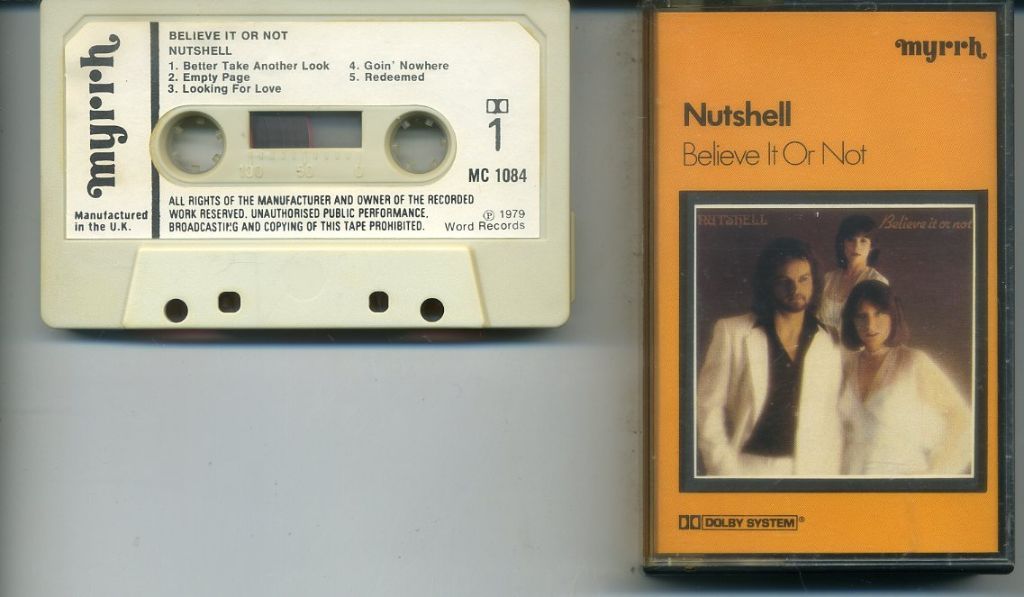 myrrh
Manufactured
in the U.K.
BELIEVE IT OR NOT
NUTSHELL
1. Better Take Another Look
2. Empty Page
3. Looking For Love
4. Goin' Nowhere
5. Redeemed
1
MC 1084
100 50 0
ALL RIGHTS OF THE MANUFACTURER AND OWNER OF THE RECORDED
WORK RESERVED. UNAUTHORISED PUBLIC PERFORMANCE,
BROADCASTING AND COPYING OF THIS TAPE PROHIBITED.
Ⓟ 1979
Word Records
myrrh
Nutshell
Believe It Or Not
NUTSHELL
Believe it or not
DOLBY SYSTEM®